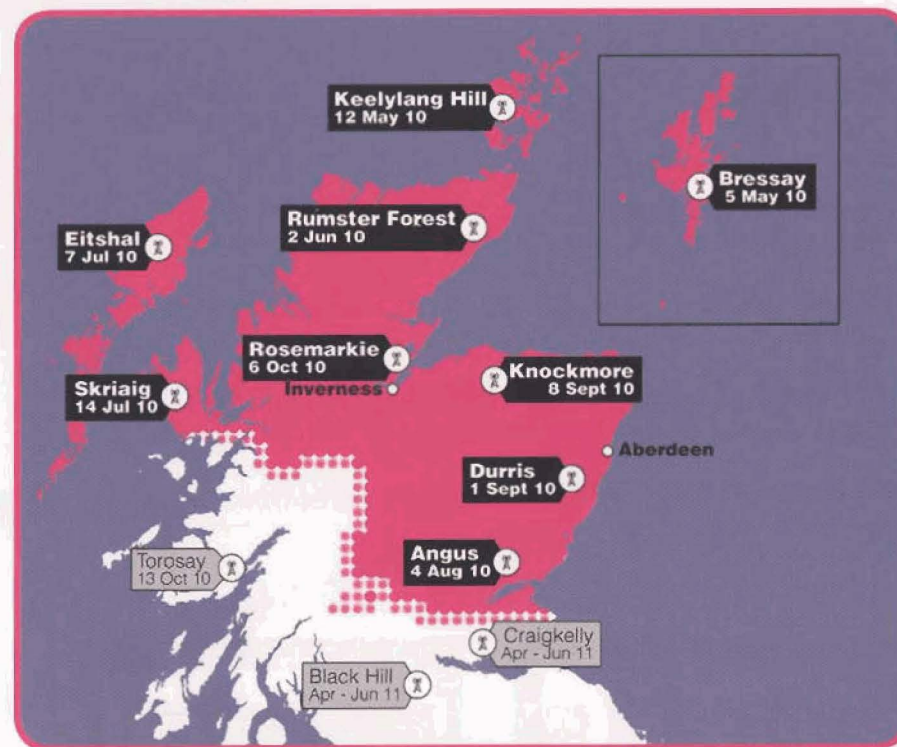 Keelylang Hill
12 May 10
Bressay
5 May 10
Rumster Forest
2 Jun 10
Eitshal
7 Jul 10
Rosemarkie
6 Oct 10
Inverness
Knockmore
8 Sept 10
Skriaig
14 Jul 10
Aberdeen
Durris
1 Sept 10
Angus
4 Aug 10
Torosay
13 Oct 10
Craigkelly
Apr - Jun 11
Black Hill
Apr - Jun 11